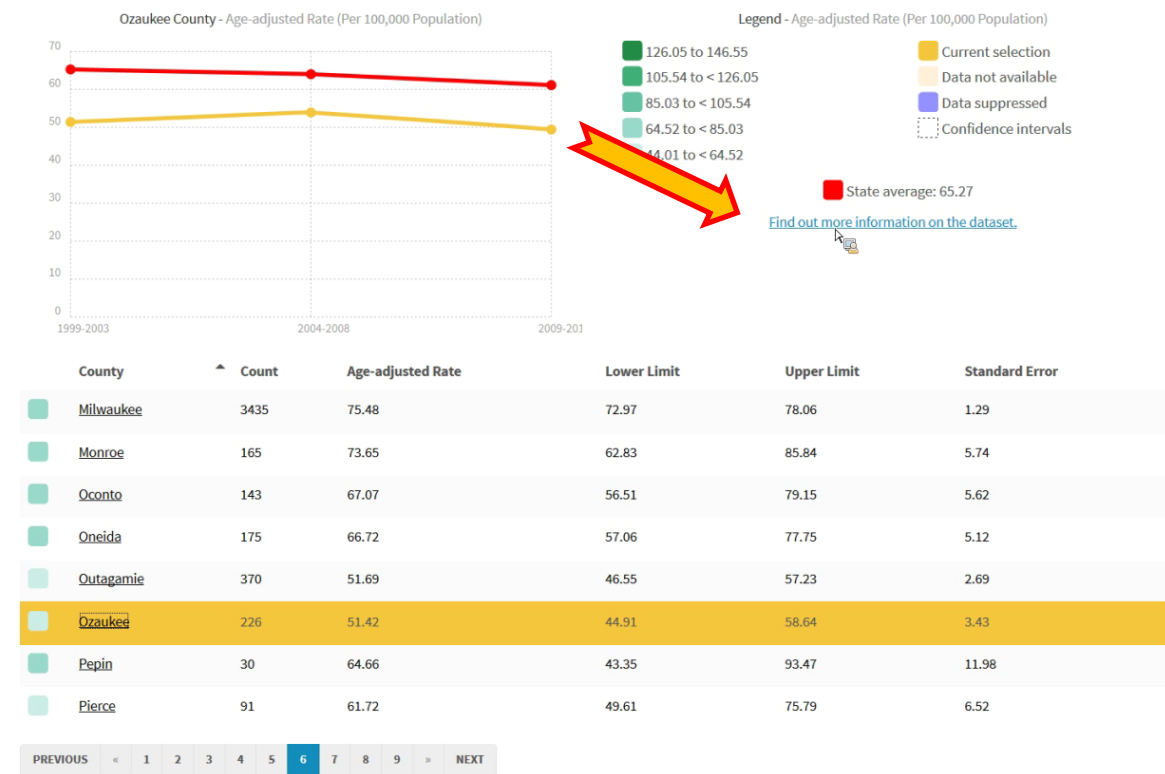 Ozaukee County - Age-adjusted Rate (Per 100,000 Population)
70
60
50
40
30
20
10
0
1999-2003
2004-2008
2009-201
Legend - Age-adjusted Rate (Per 100,000 Population)
126.05 to 146.55
105.54 to < 126.05
85.03 to < 105.54
64.52 to < 85.03
44.01 to < 64.52
Current selection
Data not available
Data suppressed
Confidence intervals
State average: 65.27
Find out more information on the dataset.
County Count Age-adjusted Rate Lower Limit Upper Limit Standard Error
Milwaukee 3435 75.48 72.97 78.06 1.29
Monroe 165 73.65 62.83 85.84 5.74
Oconto 143 67.07 56.51 79.15 5.62
Oneida 175 66.72 57.06 77.75 5.12
Outagamie 370 51.69 46.55 57.23 2.69
Ozaukee 226 51.42 44.91 58.64 3.43
Pepin 30 64.66 43.35 93.47 11.98
Pierce 91 61.72 49.61 75.79 6.52
PREVIOUS « 1 2 3 4 5 6 7 8 9 » NEXT